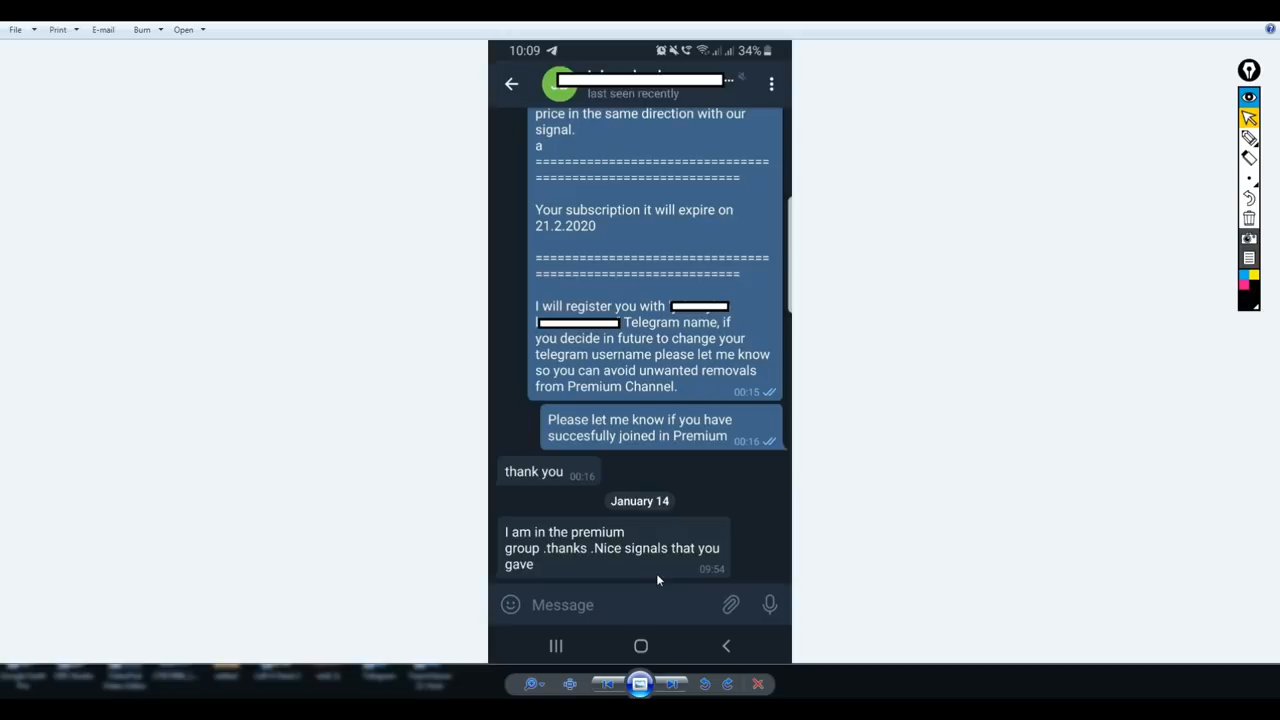 File Print E-mail Burn Open
10:09 34%
last seen recently
price in the same direction with our
signal.
a
===============================
===========================
Your subscription it will expire on
21.2.2020
===============================
===========================
I will register you with
Telegram name, if
you decide in future to change your
telegram username please let me know
so you can avoid unwanted removals
from Premium Channel.
00:15
Please let me know if you have
succesfully joined in Premium
00:16
thank you 00:16
January 14
I am in the premium
group .thanks .Nice signals that you
gave
09:54
Message